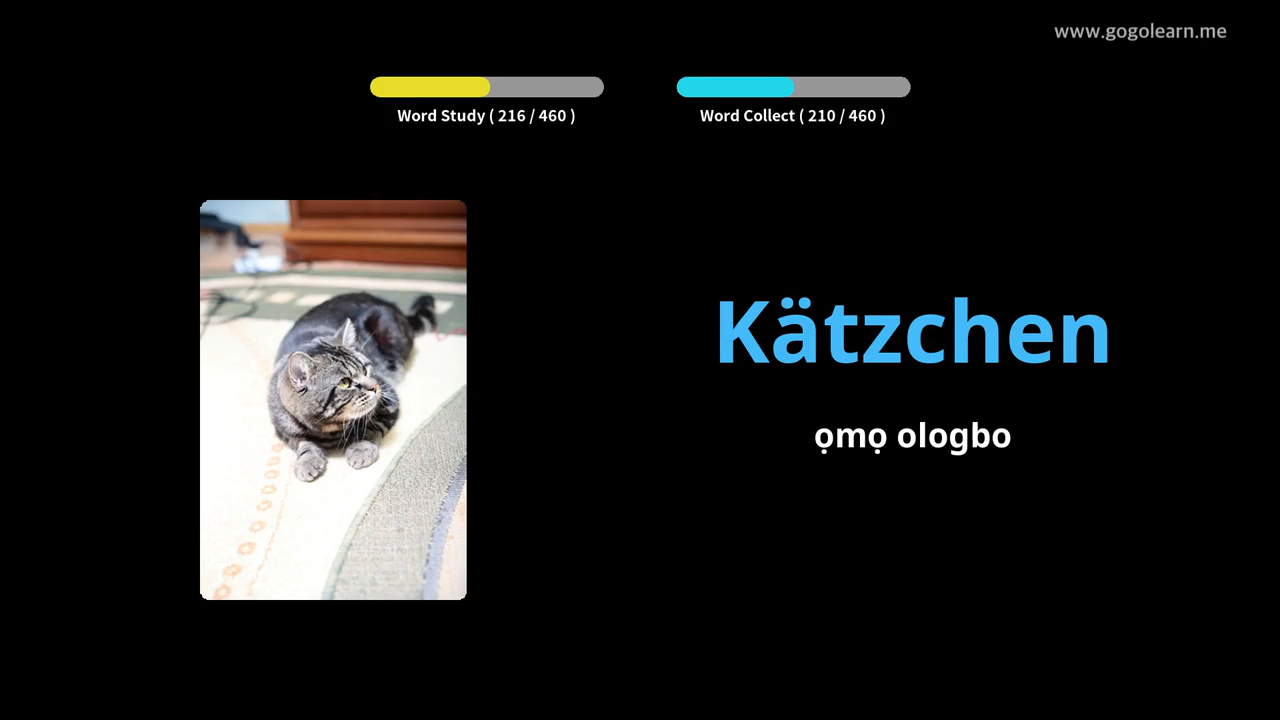 www.gogolearn.me
Word Study ( 216 / 460 )
Word Collect ( 210 / 460 )
Kätzchen
ọmọ ologbo